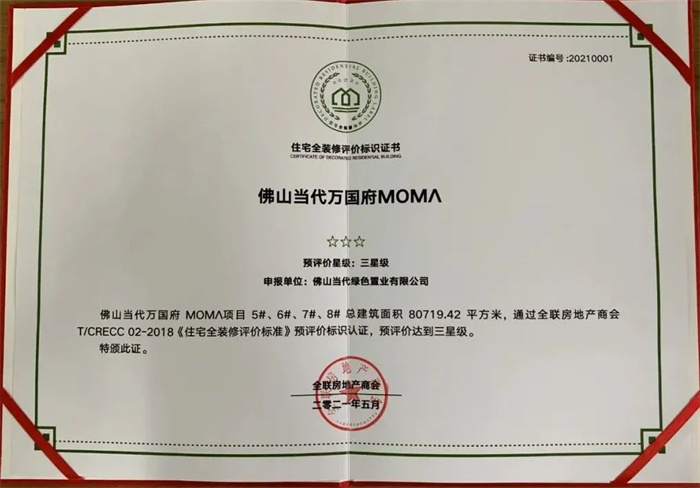 证书编号:20210001
DECORATED RESIDENTIAL BUILDING LABEL
住宅全装修评价标识证书
CERTIFICATE OF DECORATED RESIDENTIAL BUILDING
佛山当代万国府MOMΛ
☆☆☆
预评价星级：三星级
申报单位：佛山当代绿色置业有限公司
佛山当代万国府 MOMΛ项目 5#、6#、7#、8# 总建筑面积 80719.42 平方米，通过全联房地产商会
T/CRECC 02-2018《住宅全装修评价标准》预评价标识认证，预评价达到三星级。
特颁此证。
全联房地产商会
二〇二一年五月